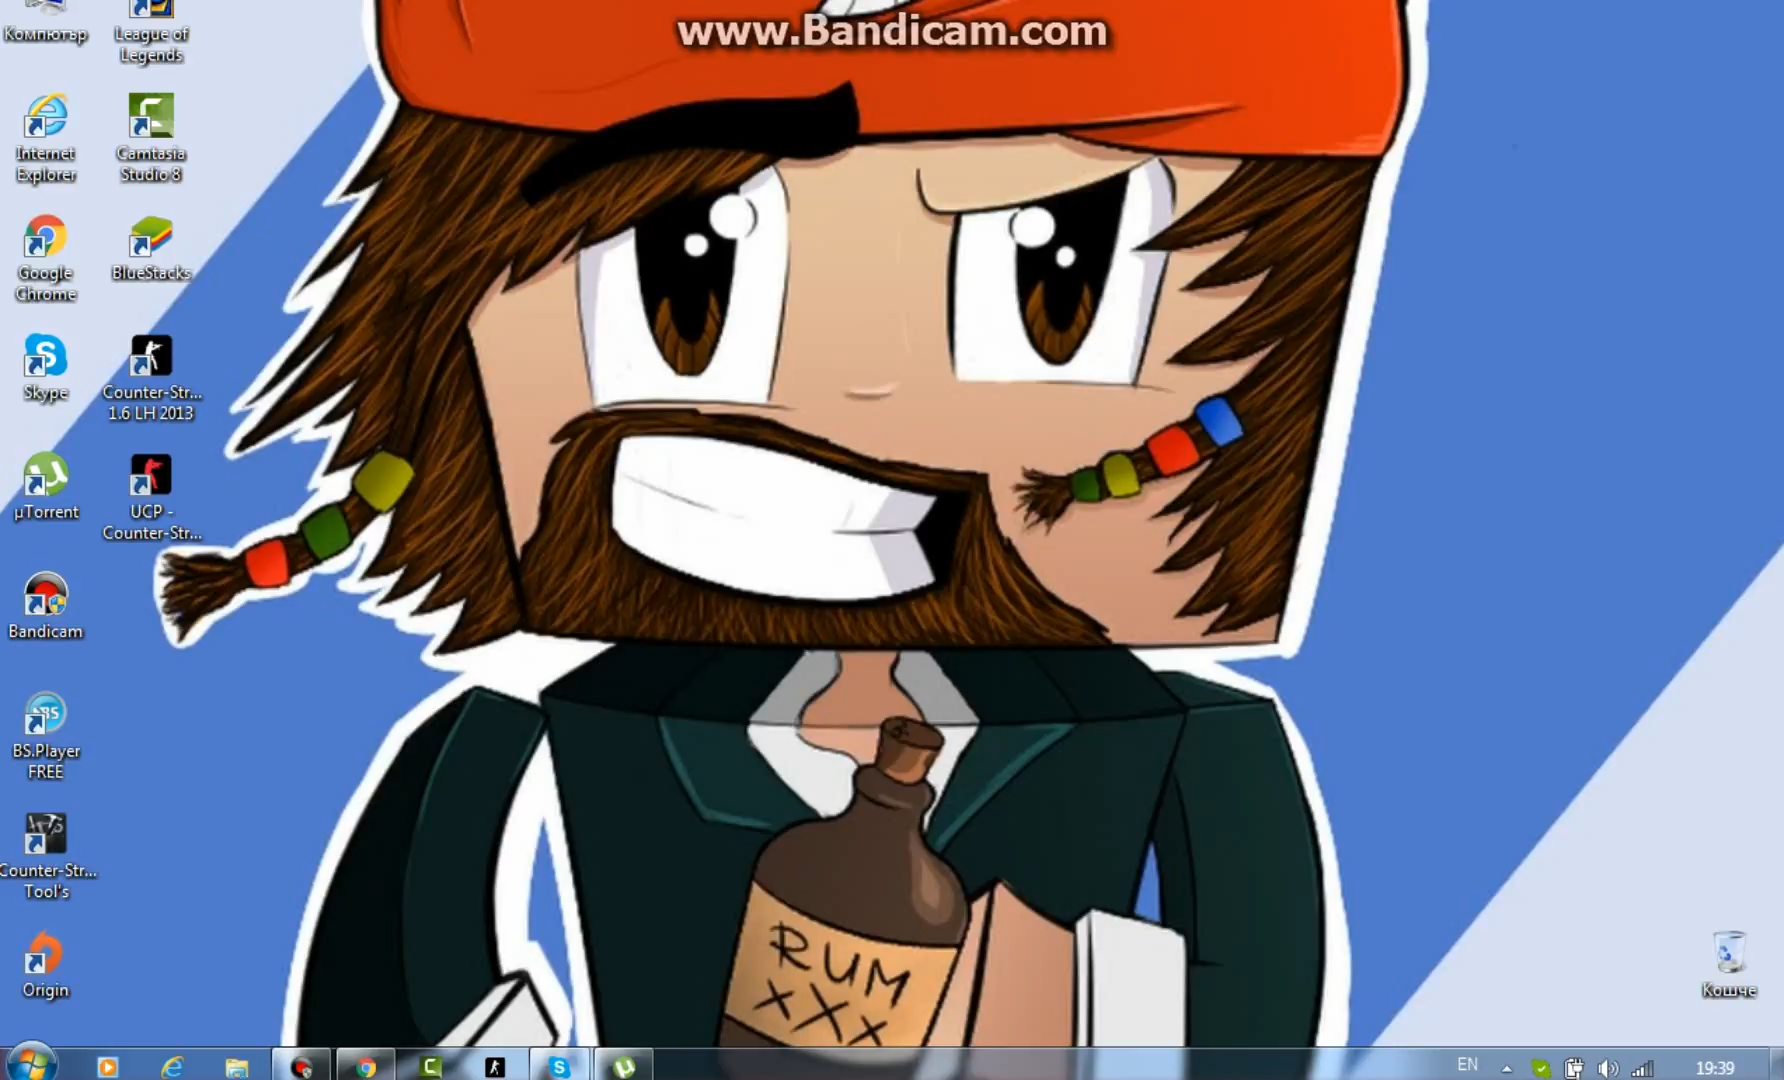 www.Bandicam.com
Компютър
League of
Legends
Internet
Explorer
Camtasia
Studio 8
Google
Chrome
BlueStacks
Skype
Counter-Str...
1.6 LH 2013
µTorrent
UCP -
Counter-Str...
Bandicam
BS.Player
FREE
Counter-Str...
Tool's
Origin
RUM
XXX
Кошче
EN
19:39